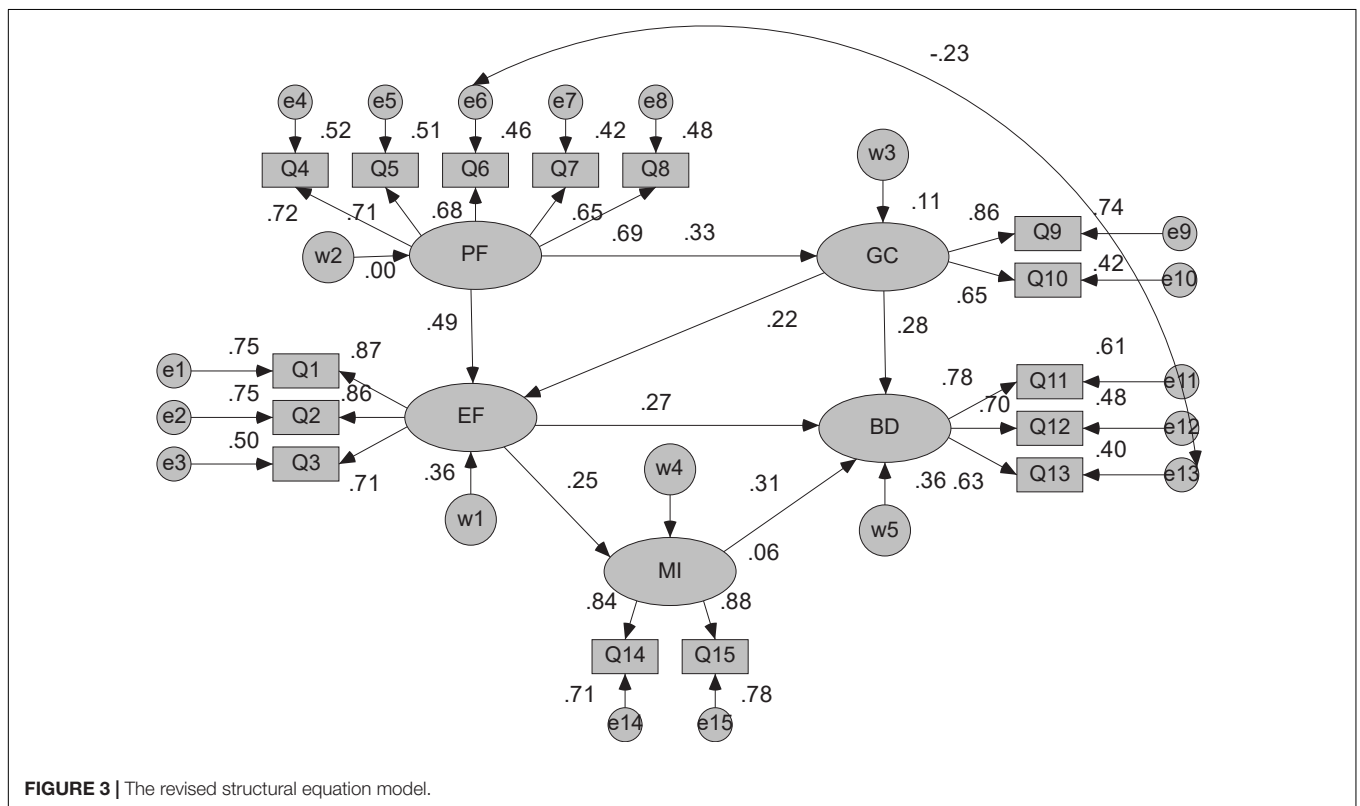 -.23
e4 e5 e6 e7 e8
.52 .51 .46 .42 .48
w3
Q4 Q5 Q6 Q7 Q8
.11 .86 .74
.72 .71 .68 .65
.69 .33
Q9 e9
w2 PF GC
.00
.42
Q10 e10
.65
.49 .22 .28
.75 .87 .61
e1 Q1
.78 Q11 e11
.75 .86 .70 .48
e2 Q2 EF .27 BD Q12 e12
.50 .40
e3 Q3 w4 Q13 e13
.71 .36 .25 .31 .36 .63
w1 w5
.06
MI
.84 .88
Q14 Q15
.71 .78
e14 e15
FIGURE 3 | The revised structural equation model.